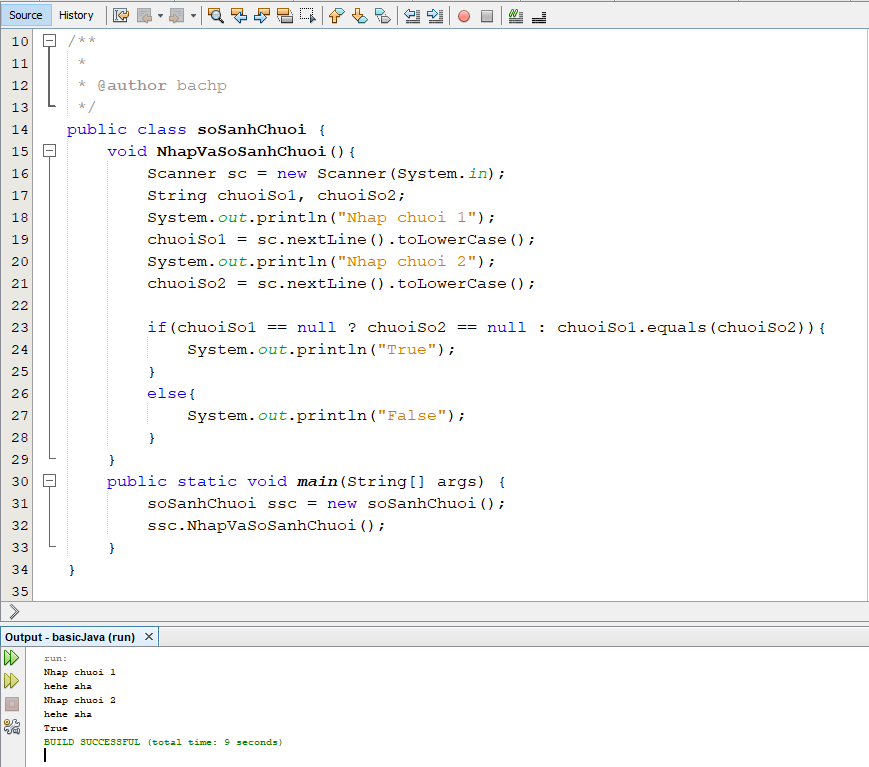 Source History
10 /**
11  *
12  * @author bachp
13  */
14 public class soSanhChuoi {
15     void NhapVaSoSanhChuoi(){
16         Scanner sc = new Scanner(System.in);
17         String chuoiSo1, chuoiSo2;
18         System.out.println("Nhap chuoi 1");
19         chuoiSo1 = sc.nextLine().toLowerCase();
20         System.out.println("Nhap chuoi 2");
21         chuoiSo2 = sc.nextLine().toLowerCase();
22
23         if(chuoiSo1 == null ? chuoiSo2 == null : chuoiSo1.equals(chuoiSo2)){
24             System.out.println("True");
25         }
26         else{
27             System.out.println("False");
28         }
29     }
30     public static void main(String[] args) {
31         soSanhChuoi ssc = new soSanhChuoi();
32         ssc.NhapVaSoSanhChuoi();
33     }
34 }
35
Output - basicJava (run)
run:
Nhap chuoi 1
hehe aha
Nhap chuoi 2
hehe aha
True
BUILD SUCCESSFUL (total time: 9 seconds)